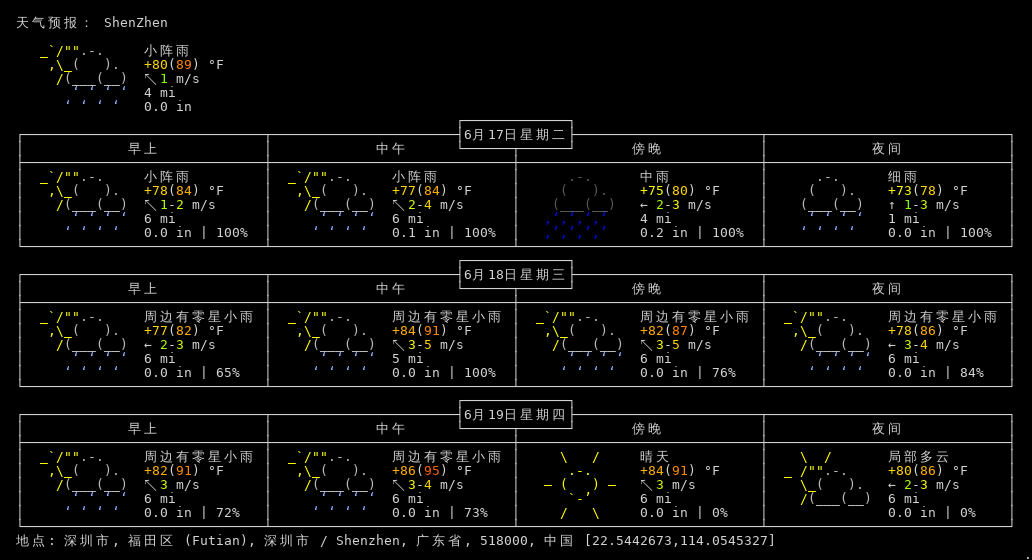 天气预报： ShenZhen
小阵雨
+80(89) °F
↖ 1 m/s
4 mi
0.0 in
6月17日星期二
早上 中午 傍晚 夜间
小阵雨 小阵雨 中雨 细雨
+78(84) °F +77(84) °F +75(80) °F +73(78) °F
↖ 1-2 m/s ↖ 2-4 m/s ← 2-3 m/s ↑ 1-3 m/s
6 mi 6 mi 4 mi 1 mi
0.0 in | 100% 0.1 in | 100% 0.2 in | 100% 0.0 in | 100%
6月18日星期三
早上 中午 傍晚 夜间
周边有零星小雨 周边有零星小雨 周边有零星小雨 周边有零星小雨
+77(82) °F +84(91) °F +82(87) °F +78(86) °F
← 2-3 m/s ↖ 3-5 m/s ↖ 3-5 m/s ← 3-4 m/s
6 mi 5 mi 6 mi 6 mi
0.0 in | 65% 0.0 in | 100% 0.0 in | 76% 0.0 in | 84%
6月19日星期四
早上 中午 傍晚 夜间
周边有零星小雨 周边有零星小雨 晴天 局部多云
+82(91) °F +86(95) °F +84(91) °F +80(86) °F
↖ 3 m/s ↖ 3-4 m/s ↖ 3 m/s ← 2-3 m/s
6 mi 6 mi 6 mi 6 mi
0.0 in | 72% 0.0 in | 73% 0.0 in | 0% 0.0 in | 0%
地点: 深圳市, 福田区 (Futian), 深圳市 / Shenzhen, 广东省, 518000, 中国 [22.5442673,114.0545327]